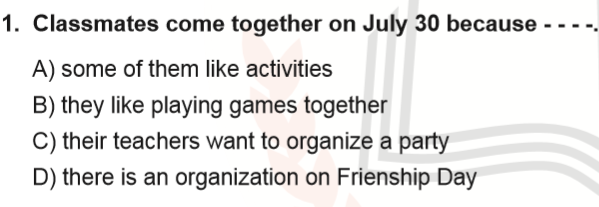 1. Classmates come together on July 30 because - - - -.
A) some of them like activities
B) they like playing games together
C) their teachers want to organize a party
D) there is an organization on Frienship Day